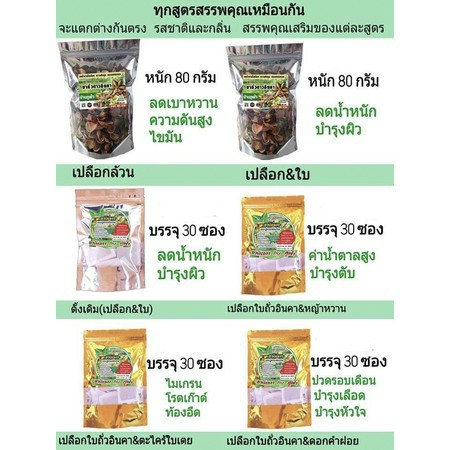 ทุกสูตรสรรพคุณเหมือนกัน
จะแตกต่างกันตรง รสชาติและกลิ่น สรรพคุณเสริมของแต่ละสูตร
หนัก 80 กรัม
ลดเบาหวาน
ความดันสูง
ไขมัน
เปลือกล้วน
หนัก 80 กรัม
ลดน้ำหนัก
บำรุงผิว
เปลือก&ใบ
บรรจุ 30 ซอง
ลดน้ำหนัก
บำรุงผิว
ดั้งเดิม(เปลือก&ใบ)
บรรจุ 30 ซอง
ค่าน้ำตาลสูง
บำรุงตับ
เปลือกใบถั่วอินคา&หญ้าหวาน
บรรจุ 30 ซอง
ไมเกรน
โรคเก๊าต์
ท้องอืด
เปลือกใบถั่วอินคา&ตะไคร้ใบเตย
บรรจุ 30 ซอง
ปวดรอบเดือน
บำรุงเลือด
บำรุงหัวใจ
เปลือกใบถั่วอินคา&ดอกคำฝอย